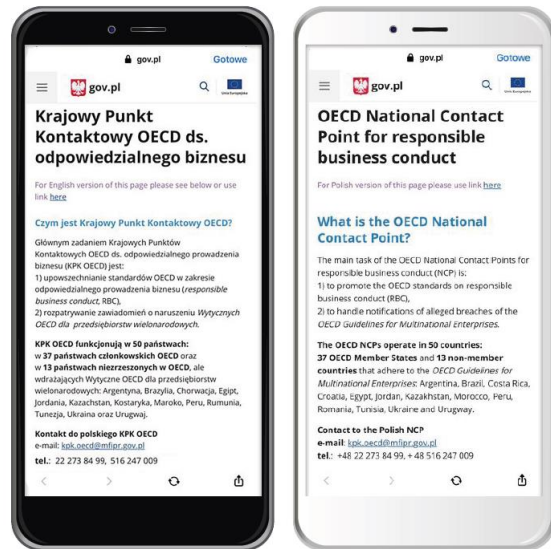 gov.pl
Gotowe
gov.pl
Unia Europejska
Krajowy Punkt
Kontaktowy OECD ds.
odpowiedzialnego biznesu
For English version of this page please see below or use
link here
Czym jest Krajowy Punkt Kontaktowy OECD?
Głównym zadaniem Krajowych Punktów
Kontaktowych OECD ds. odpowiedzialnego prowadzenia
biznesu (KPK OECD) jest:
1) upowszechnianie standardów OECD w zakresie
odpowiedzialnego prowadzenia biznesu (responsible
business conduct, RBC),
2) rozpatrywanie zawiadomień o naruszeniu Wytycznych
OECD dla przedsiębiorstw wielonarodowych.
KPK OECD funkcjonują w 50 państwach:
w 37 państwach członkowskich OECD oraz
w 13 państwach niezrzeszonych w OECD, ale
wdrażających Wytyczne OECD dla przedsiębiorstw
wielonarodowych: Argentyna, Brazylia, Chorwacja, Egipt,
Jordania, Kazachstan, Kostaryka, Maroko, Peru, Rumunia,
Tunezja, Ukraina oraz Urugwaj.
Kontakt do polskiego KPK OECD
e-mail: kpk.oecd@mfipr.gov.pl
tel.: 22 273 84 99, 516 247 009
gov.pl
Gotowe
gov.pl
Unia Europejska
OECD National Contact
Point for responsible
business conduct
For Polish version of this page please use link here
What is the OECD National
Contact Point?
The main task of the OECD National Contact Points for
responsible business conduct (NCP) is:
1) to promote the OECD standards on responsible
business conduct (RBC),
2) to handle notifications of alleged breaches of the
OECD Guidelines for Multinational Enterprises.
The OECD NCPs operate in 50 countries:
37 OECD Member States and 13 non-member
countries that adhere to the OECD Guidelines for
Multinational Enterprises: Argentina, Brazil, Costa Rica,
Croatia, Egypt, Jordan, Kazakhstan, Morocco, Peru,
Romania, Tunisia, Ukraine and Urugway.
Contact to the Polish NCP
e-mail: kpk.oecd@mfipr.gov.pl
tel.: +48 22 273 84 99, + 48 516 247 009